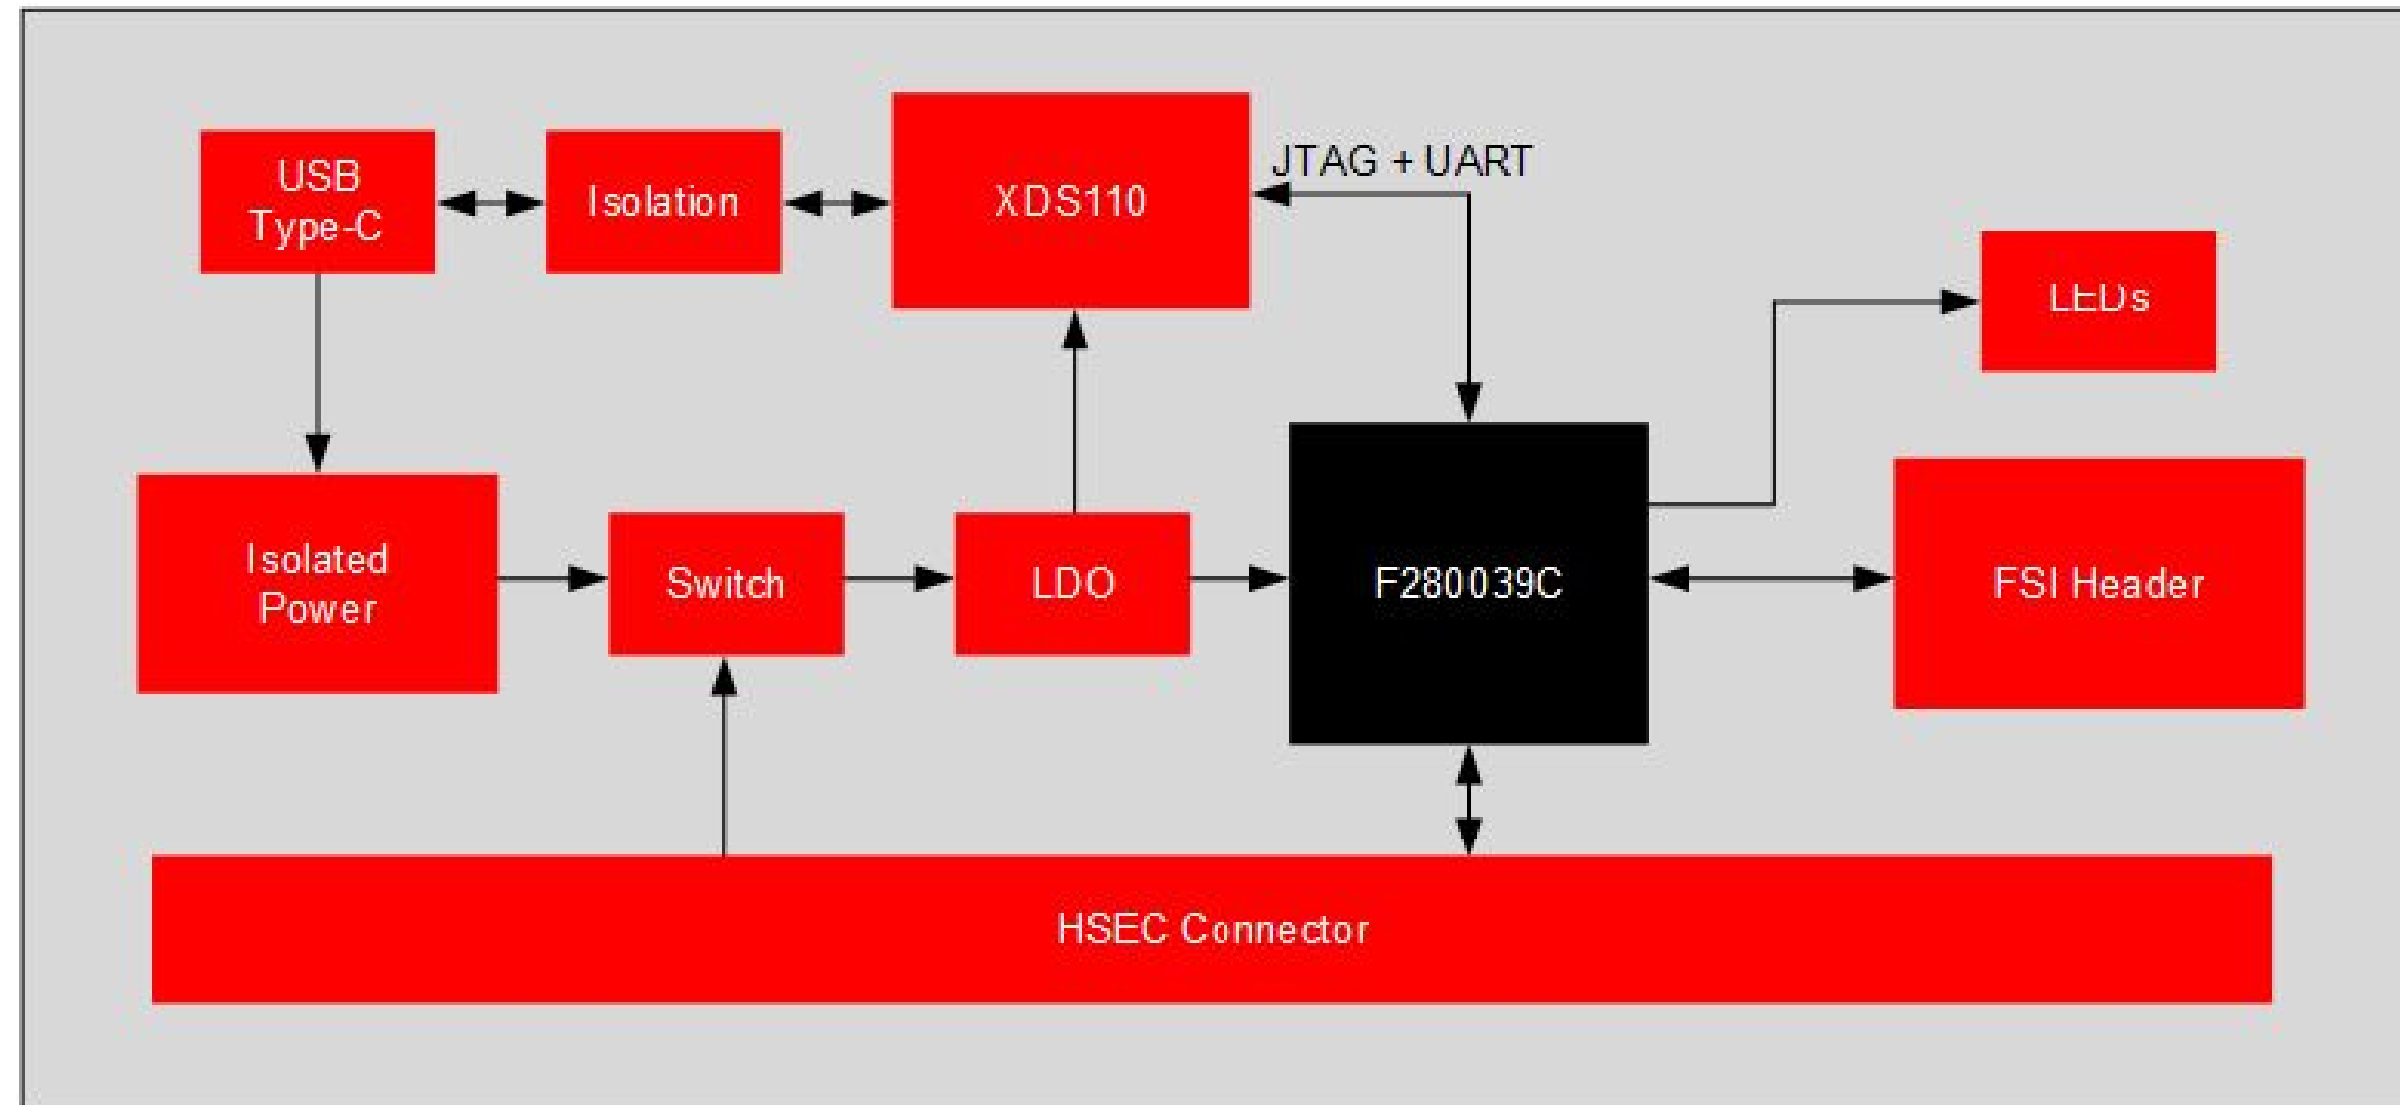 USB
Type-C
Isolation
XDS110
JTAG + UART
LEDs
Isolated
Power
Switch
LDO
F280039C
FSI Header
HSEC Connector